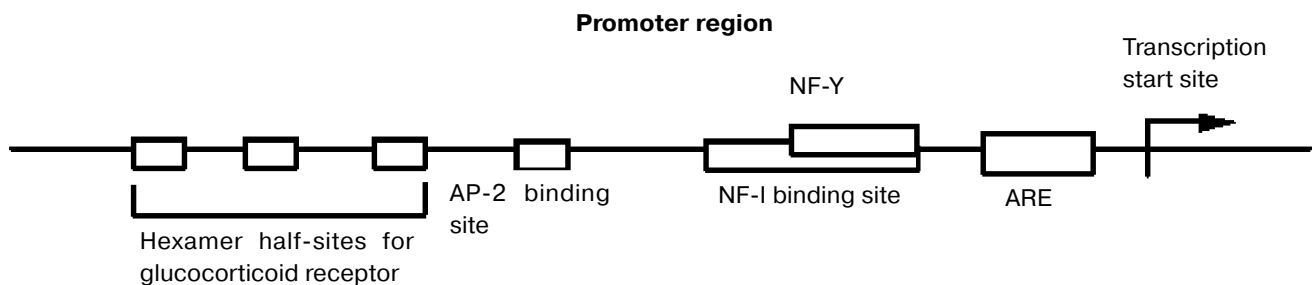 Promoter region
Transcription
start site
NF-Y
AP-2 binding
site
NF-I binding site
ARE
Hexamer half-sites for
glucocorticoid receptor